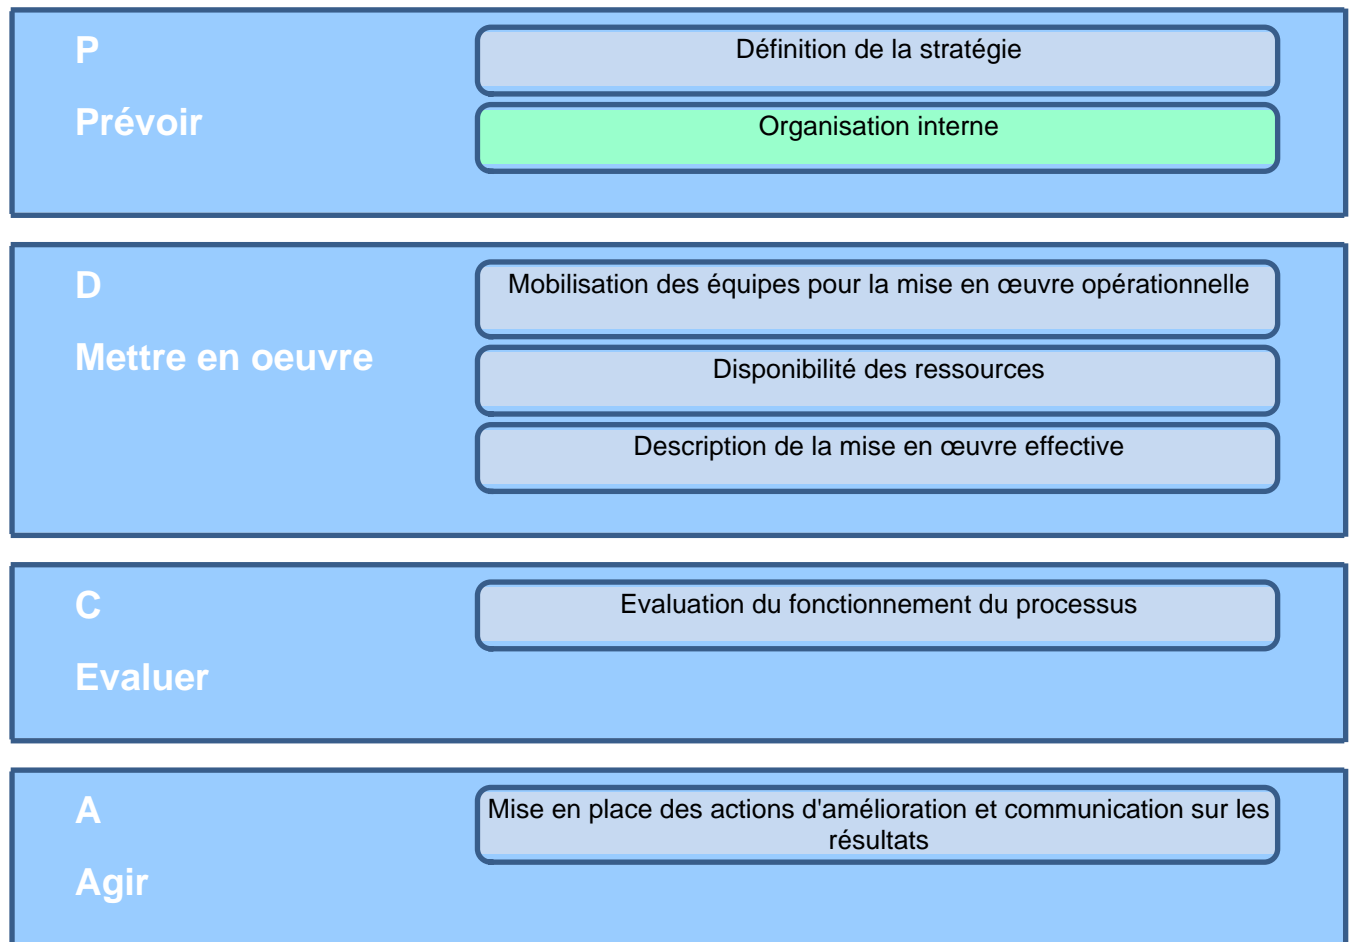 P
Prévoir
Définition de la stratégie
Organisation interne
D
Mettre en oeuvre
Mobilisation des équipes pour la mise en œuvre opérationnelle
Disponibilité des ressources
Description de la mise en œuvre effective
C
Evaluer
Evaluation du fonctionnement du processus
A
Agir
Mise en place des actions d'amélioration et communication sur les
résultats